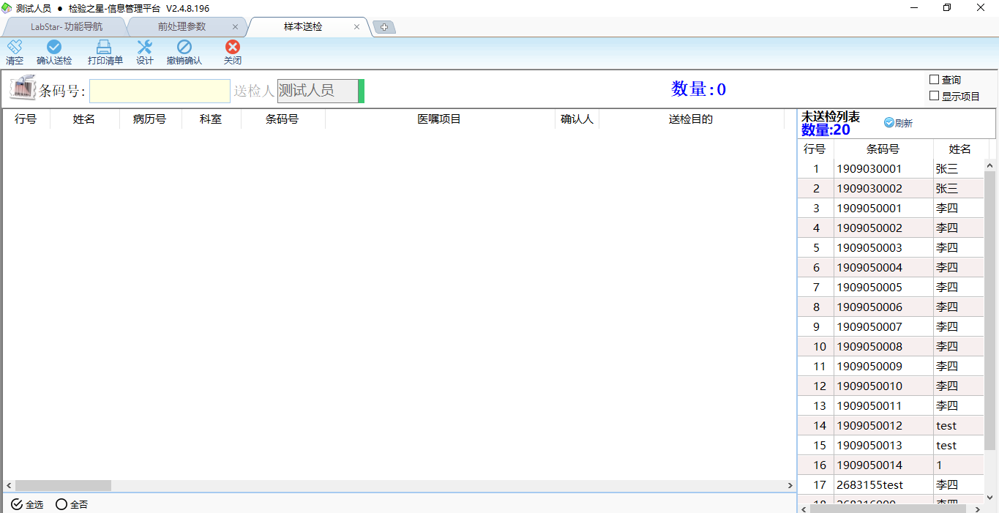 测试人员 ● 检验之星-信息管理平台 V2.4.8.196
LabStar-功能导航 前处理参数 样本送检
清空 确认送检 打印清单 设计 撤销确认 关闭
条码号: 送检人 测试人员 数量:0
查询
显示项目
行号 姓名 病历号 科室 条码号 医嘱项目 确认人 送检目的
未送检列表
数量:20 刷新
行号 条码号 姓名
1 1909030001 张三
2 1909030002 张三
3 1909050001 李四
4 1909050002 李四
5 1909050003 李四
6 1909050004 李四
7 1909050005 李四
8 1909050006 李四
9 1909050007 李四
10 1909050008 李四
11 1909050009 李四
12 1909050010 李四
13 1909050011 李四
14 1909050012 test
15 1909050013 test
16 1909050014 1
17 2683155test 李四
全选 全否